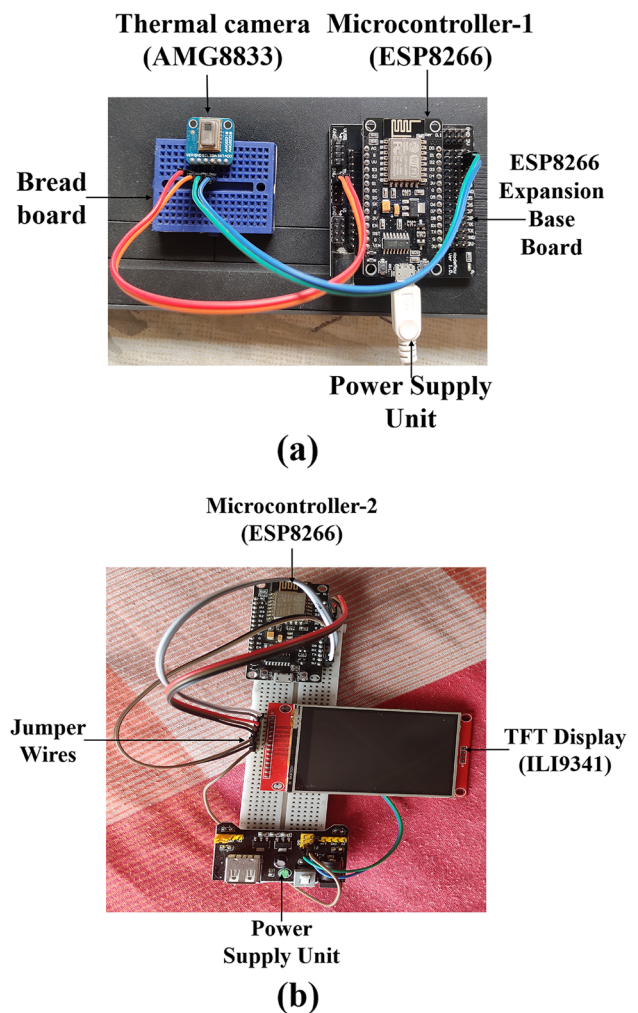 Thermal camera
(AMG8833)
Microcontroller-1
(ESP8266)
Bread
board
ESP8266
Expansion
Base
Board
Power Supply
Unit
(a)
Microcontroller-2
(ESP8266)
Jumper
Wires
TFT Display
(ILI9341)
Power
Supply Unit
(b)